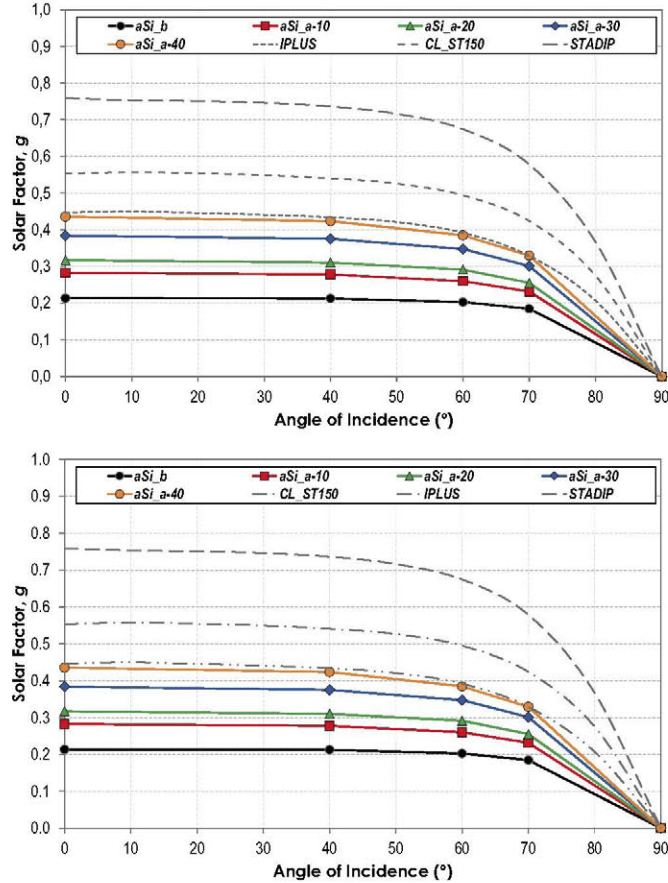 1,0
aSi_b aSi_a-10 aSi_a-20 aSi_a-30
aSi_a-40 IPLUS CL_ST150 STADIP
0,9
0,8
0,7
0,6
0,5
0,4
0,3
0,2
0,1
0,0
Solar Factor, g
0 10 20 30 40 50 60 70 80 90
Angle of Incidence (°)
1.0
aSi_b aSi_a-10 aSi_a-20 aSi_a-30
aSi_a-40 CL_ST150 IPLUS STADIP
0.9
0.8
0.7
0.6
0.5
0.4
0.3
0.2
0.1
0.0
Solar Factor, g
0 10 20 30 40 50 60 70 80 90
Angle of Incidence (°)